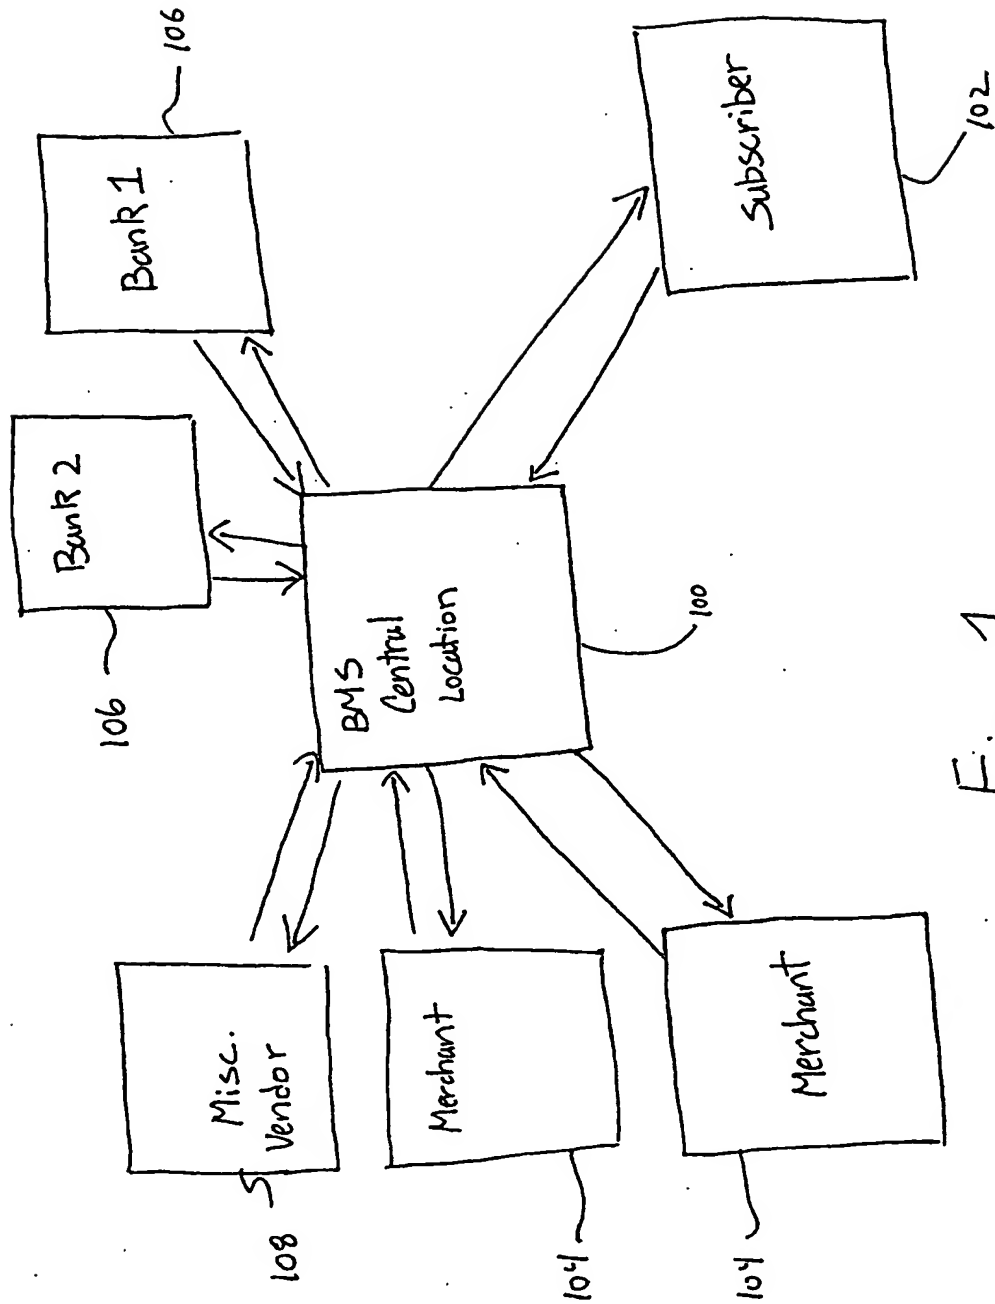 106
Bank 1
Bank 2
106
Subscriber
102
BMS
Central
Location
100
Misc.
Vendor
108
Merchant
104
Merchant
104
F. 1